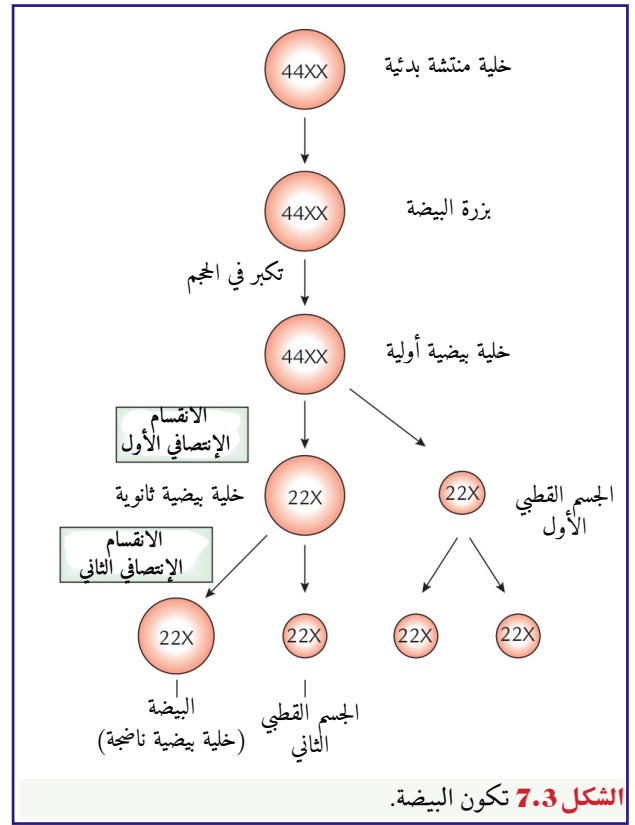 44XX
خلية منتشة بدئية
44XX
بزرة البيضة
تكبر في الحجم
44XX
خلية بيضية أولية
الانقسام
الإنتصافي الأول
22X
خلية بيضية ثانوية
22X
الجسم القطبي
الأول
الانقسام
الإنتصافي الثاني
22X
22X
22X
22X
البيضة
(خلية بيضية ناضجة)
الجسم القطبي
الثاني
الشكل 7.3 تكون البيضة.